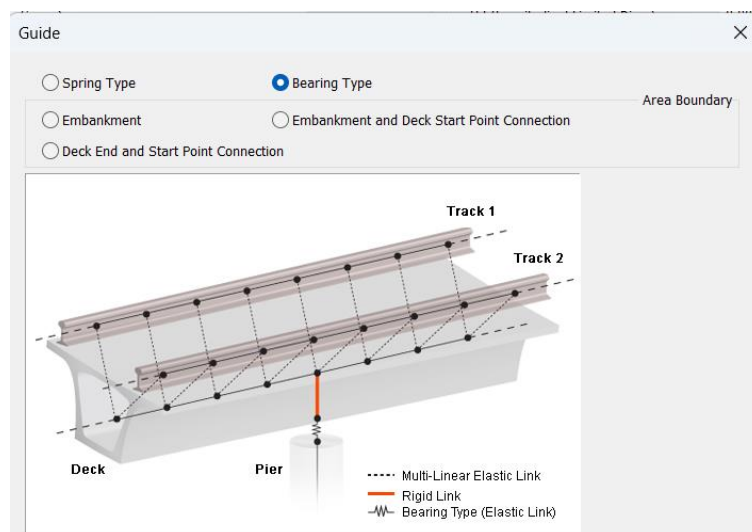 Guide
Spring Type
Bearing Type
Area Boundary
Embankment
Embankment and Deck Start Point Connection
Deck End and Start Point Connection
Track 1
Track 2
Deck
Pier
Multi-Linear Elastic Link
Rigid Link
Bearing Type (Elastic Link)